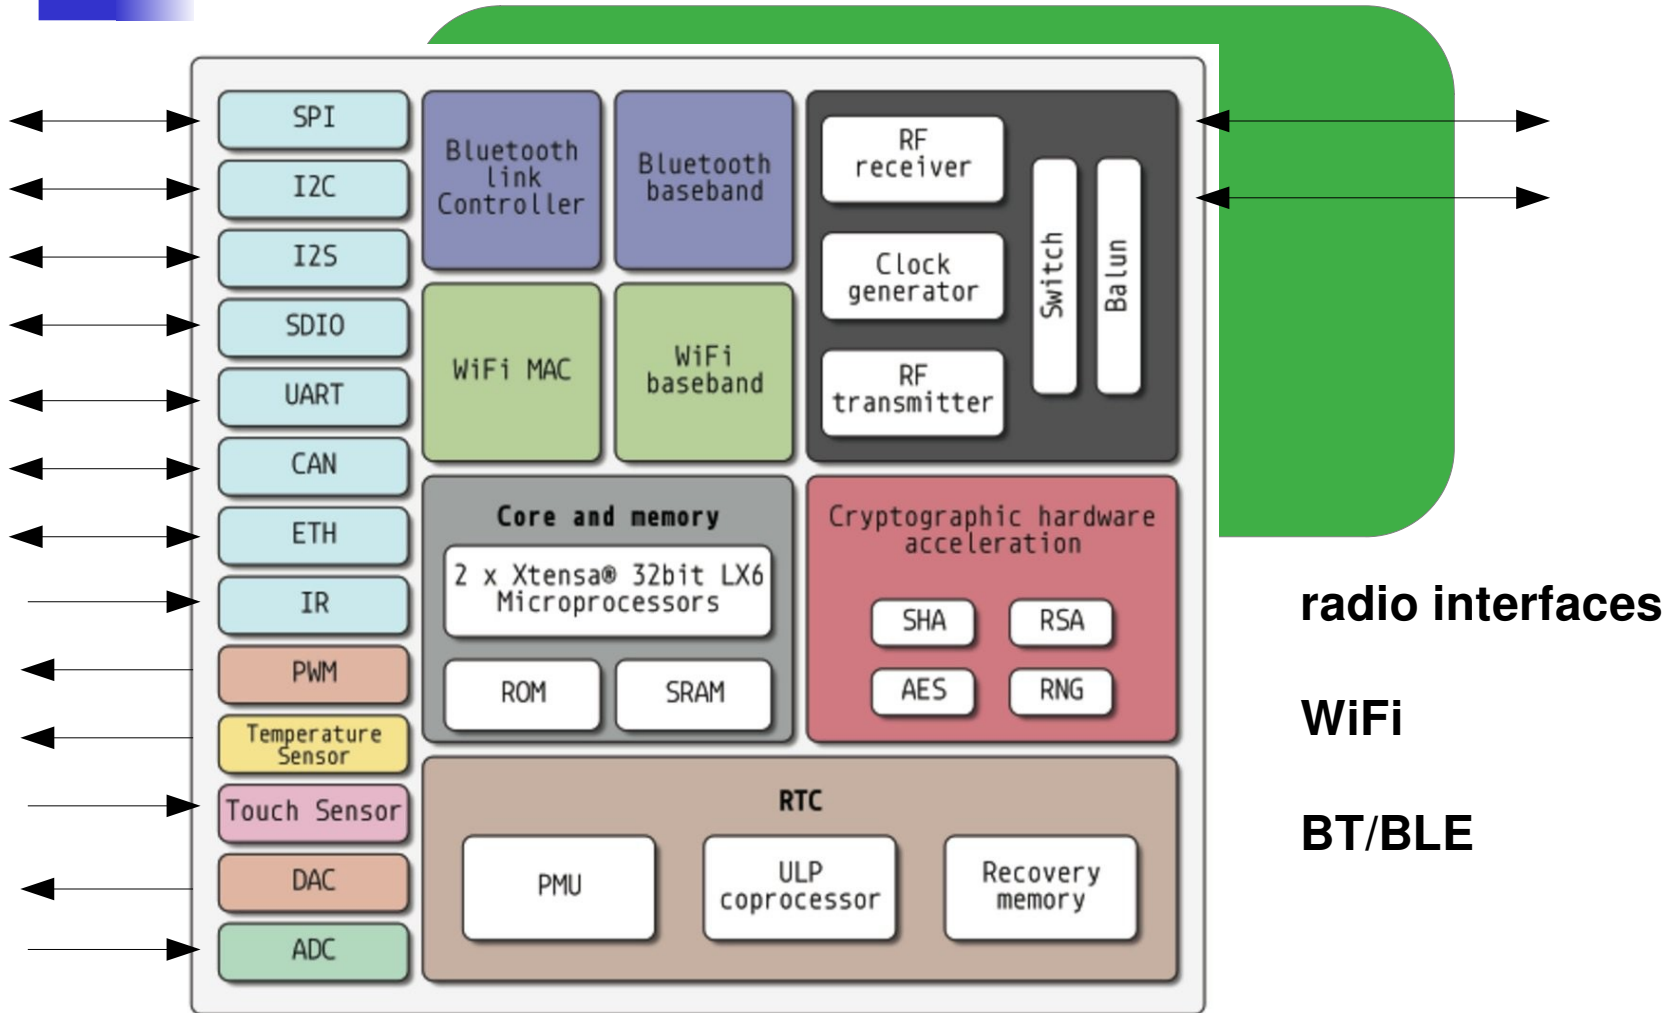 SPI
I2C
I2S
SDIO
UART
CAN
ETH
IR
PWM
Temperature
Sensor
Touch Sensor
DAC
ADC
Bluetooth
link
Controller
Bluetooth
baseband
WiFi MAC
WiFi
baseband
RF
receiver
Clock
generator
RF
transmitter
Switch
Balun
Core and memory
2 x Xtensa® 32bit LX6
Microprocessors
ROM
SRAM
Cryptographic hardware
acceleration
SHA
RSA
AES
RNG
RTC
PMU
ULP
coprocessor
Recovery
memory
radio interfaces
WiFi
BT/BLE